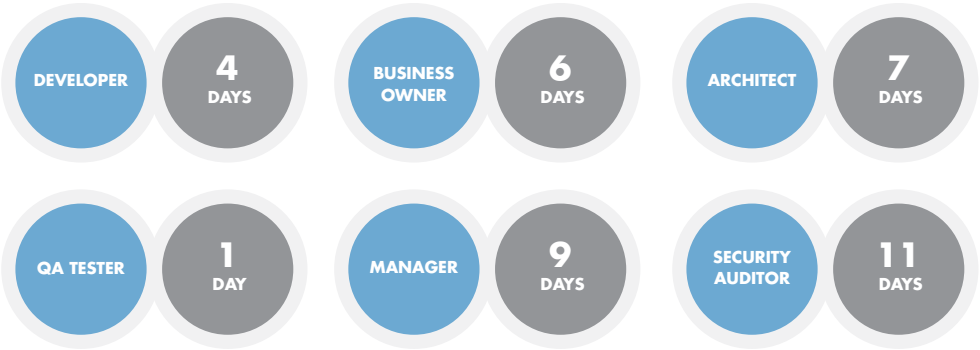 DEVELOPER
4
DAYS
BUSINESS
OWNER
6
DAYS
ARCHITECT
7
DAYS
QA TESTER
1
DAY
MANAGER
9
DAYS
SECURITY
AUDITOR
11
DAYS